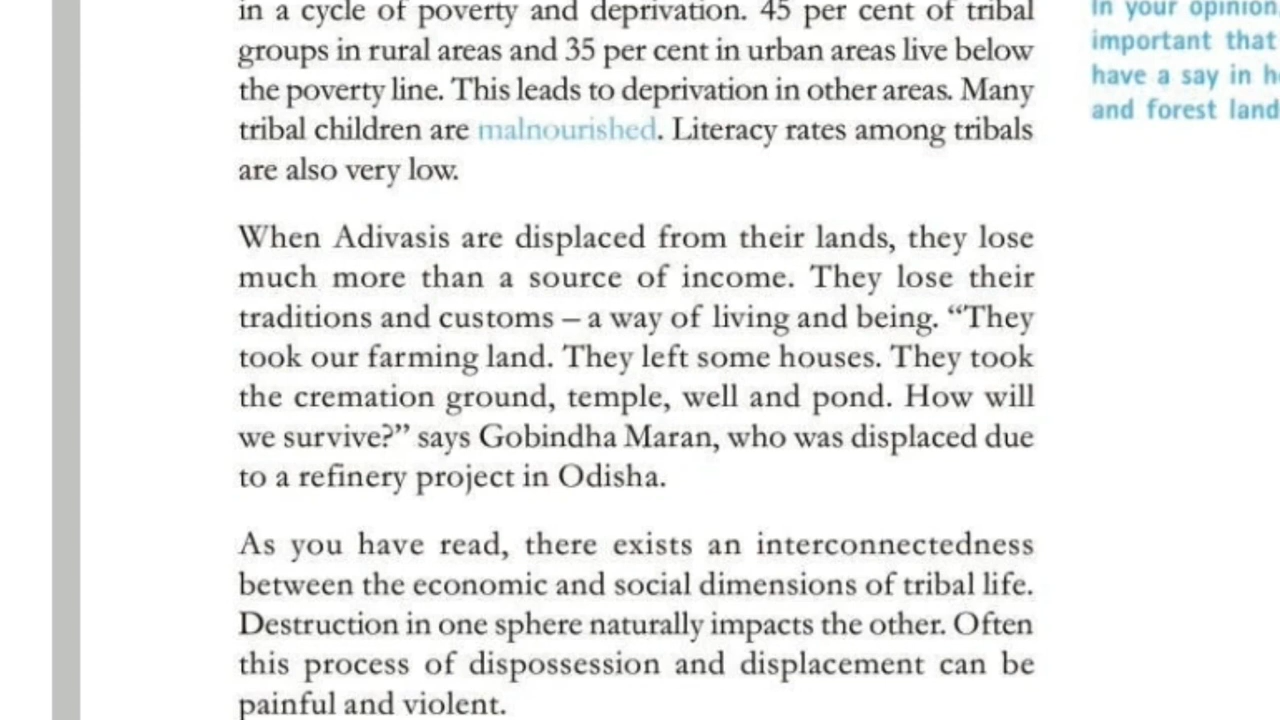 in a cycle of poverty and deprivation. 45 per cent of tribal
groups in rural areas and 35 per cent in urban areas live below
the poverty line. This leads to deprivation in other areas. Many
tribal children are malnourished. Literacy rates among tribals
are also very low.
When Adivasis are displaced from their lands, they lose
much more than a source of income. They lose their
traditions and customs – a way of living and being. “They
took our farming land. They left some houses. They took
the cremation ground, temple, well and pond. How will
we survive?” says Gobindha Maran, who was displaced due
to a refinery project in Odisha.
As you have read, there exists an interconnectedness
between the economic and social dimensions of tribal life.
Destruction in one sphere naturally impacts the other. Often
this process of dispossession and displacement can be
painful and violent.
In your opinion,
important that
have a say in
and forest land